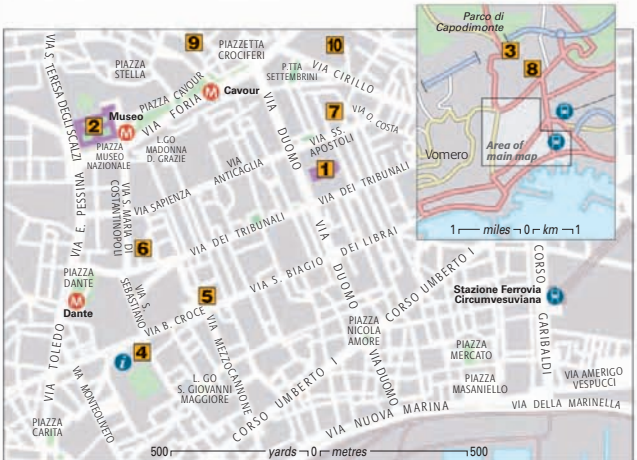 Parco di
Capodimonte
3
8
Vomero
Area of
main map
1 miles 0 km 1
9
PIAZZETTA
CROCIFERI
10
PIAZZA
STELLA
P.TTA
SETTEMBRINI
VIA CIRILLO
VIA S. TERESA DEGLI SCALZI
PIAZZA CAVOUR
M
Cavour
VIA FORIA
Museo
2
M
7
VIA O. COSTA
PIAZZA
MUSEO
NAZIONALE
L.GO
MADONNA
D. GRAZIE
VIA
ANTICAGLIA
VIA DUOMO
VIA SS.
APOSTOLI
1
VIA SAPIENZA
VIA DEI TRIBUNALI
VIA E. PESSINI
VIA S. MARIA DI
COSTANTINOPOLI
6
VIA DEI TRIBUNALI
VIA DUOMO
VIA S. BIAGIO DEI LIBRAI
PIAZZA
DANTE
M
Dante
VIA S.
SEBASTIANO
5
VIA B. CROCE
CORSO UMBERTO I
Stazione Ferrovia
Circumvesuviana
CORSO GARIBALDI
PIAZZA
NICOLA
AMORE
i
4
VIA MEZZOCANNONE
L. GO
S. GIOVANNI
MAGGIORE
VIA DUOMO
PIAZZA
MERCATO
PIAZZA
MASANIELLO
VIA AMERIGO
VESPUCCI
VIA TOLEDO
VIA MONTEOLIVETO
CORSO UMBERTO I
VIA NUOVA MARINA
VIA DELLA MARINELLA
PIAZZA
CARITA
500 yards 0 metres 500